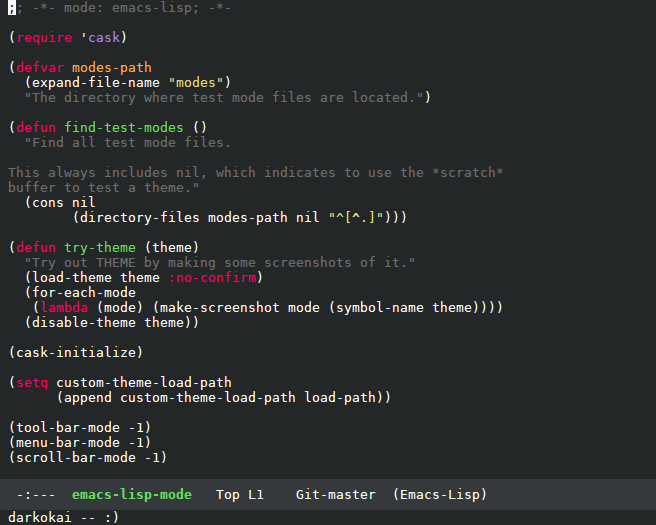 ;; -*- mode: emacs-lisp; -*-
(require 'cask)
(defvar modes-path
(expand-file-name "modes")
"The directory where test mode files are located.")
(defun find-test-modes ()
"Find all test mode files.
This always includes nil, which indicates to use the *scratch*
buffer to test a theme."
(cons nil
(directory-files modes-path nil "^[^.]")))
(defun try-theme (theme)
"Try out THEME by making some screenshots of it."
(load-theme theme :no-confirm)
(for-each-mode
(lambda (mode) (make-screenshot mode (symbol-name theme))))
(disable-theme theme))
(cask-initialize)
(setq custom-theme-load-path
(append custom-theme-load-path load-path))
(tool-bar-mode -1)
(menu-bar-mode -1)
(scroll-bar-mode -1)
-:--- emacs-lisp-mode Top L1 Git-master (Emacs-Lisp)
darkokai -- :)